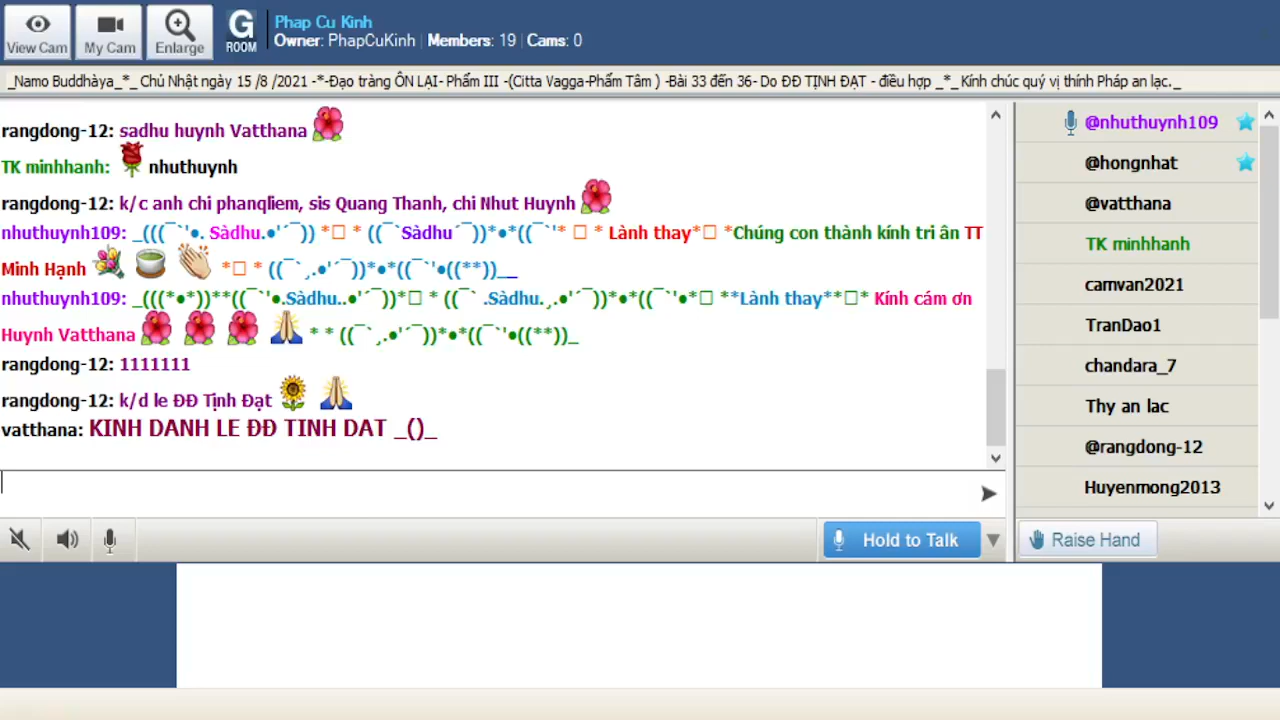 View Cam
My Cam
Enlarge
G
ROOM
Phap Cu Kinh
Owner: PhapCuKinh | Members: 19 | Cams: 0
_Namo Buddhàya_*_ Chủ Nhật ngày 15 /8 /2021 -*-Đạo tràng ÔN LẠI- Phẩm III -(Citta Vagga-Phẩm Tâm ) -Bài 33 đến 36- Do ĐĐ TỊNH ĐẠT - điều hợp _*_ Kính chúc quý vị thính Pháp an lạc._
rangdong-12: sadhu huynh Vatthana
TK minhhanh: nhuthuynh
rangdong-12: k/c anh chi phanqliem, sis Quang Thanh, chi Nhut Huynh
nhuthuynh109: _(((¯`'•. Sàdhu.•'´¯)) *□ * ((¯`Sàdhu´¯))*•*((¯`'* □ * Lành thay*□ *Chúng con thành kính tri ân TT
Minh Hạnh *□ * ((¯`¸.•'´¯))*•*((¯`'•((**))__
nhuthuynh109: _(((*•*))**((¯`'•.Sàdhu..•'´¯))*□ * ((¯` .Sàdhu.¸.•'´¯))*•*((¯`'•*□ **Lành thay**□* Kính cám ơn
Huynh Vatthana * * ((¯`¸.•'´¯))*•*((¯`'•((**))_
rangdong-12: 1111111
rangdong-12: k/d le ĐĐ Tịnh Đạt
vatthana: KINH DANH LE ĐĐ TINH DAT _()_
Hold to Talk
@nhuthuynh109
@hongnhat
@vatthana
TK minhhanh
camvan2021
TranDao1
chandara_7
Thy an lac
@rangdong-12
Huyenmong2013
Raise Hand